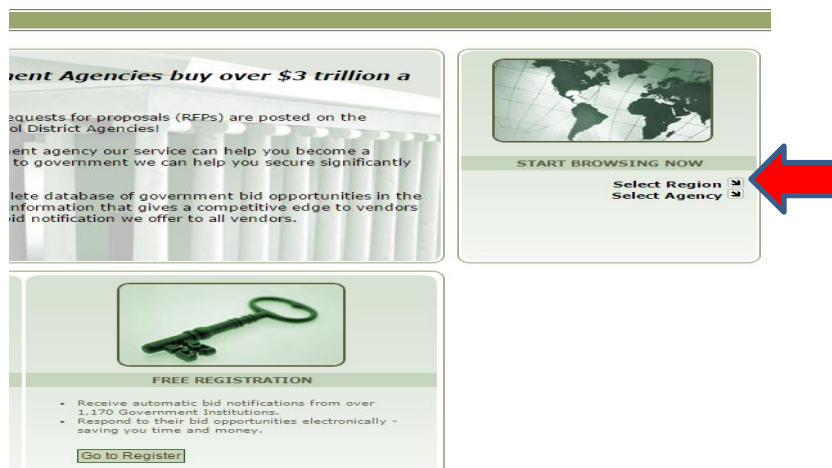 ent Agencies buy over $3 trillion a
equests for proposals (RFPs) are posted on the
ol District Agencies!
ent agency our service can help you become a
to government we can help you secure significantly
lete database of government bid opportunities in the
nformation that gives a competitive edge to vendors
id notification we offer to all vendors.
START BROWSING NOW
Select Region
Select Agency
FREE REGISTRATION
• Receive automatic bid notifications from over
1,170 Government Institutions.
• Respond to their bid opportunities electronically -
saving you time and money.
Go to Register